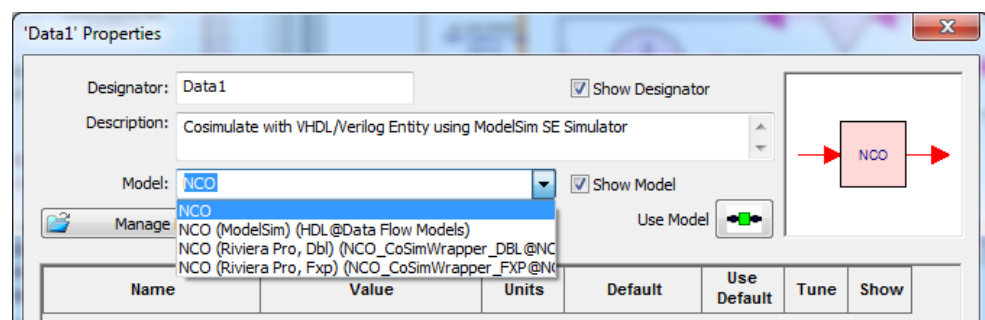 'Data1' Properties
x
Designator: Data1 Show Designator
Description: Cosimulate with VHDL/Verilog Entity using ModelSim SE Simulator
NCO
Model: NCO Show Model
Manage Use Model
NCO
NCO (ModelSim) (HDL@Data Flow Models)
NCO (Riviera Pro, Dbl) (NCO_CoSimWrapper_DBL@NC
NCO (Riviera Pro, Fxp) (NCO_CoSimWrapper_FXP@N
Name Value Units Default Use Default Tune Show